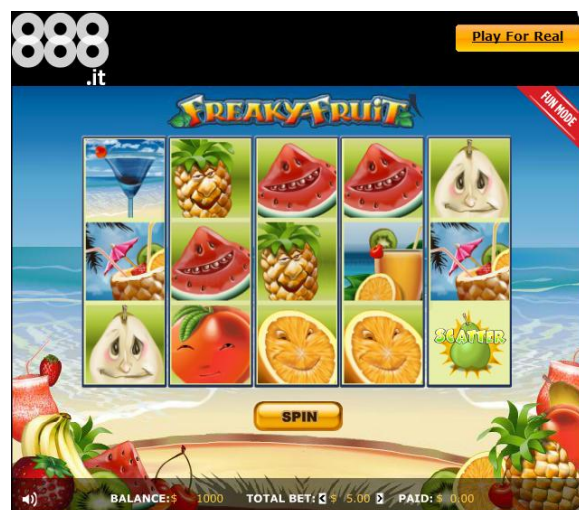 888
.it
Play For Real
FREAKY FRUIT
FUN MODE
SCATTER
SPIN
BALANCE:$ 1000 TOTAL BET: $ 5.00 PAID: $ 0.00